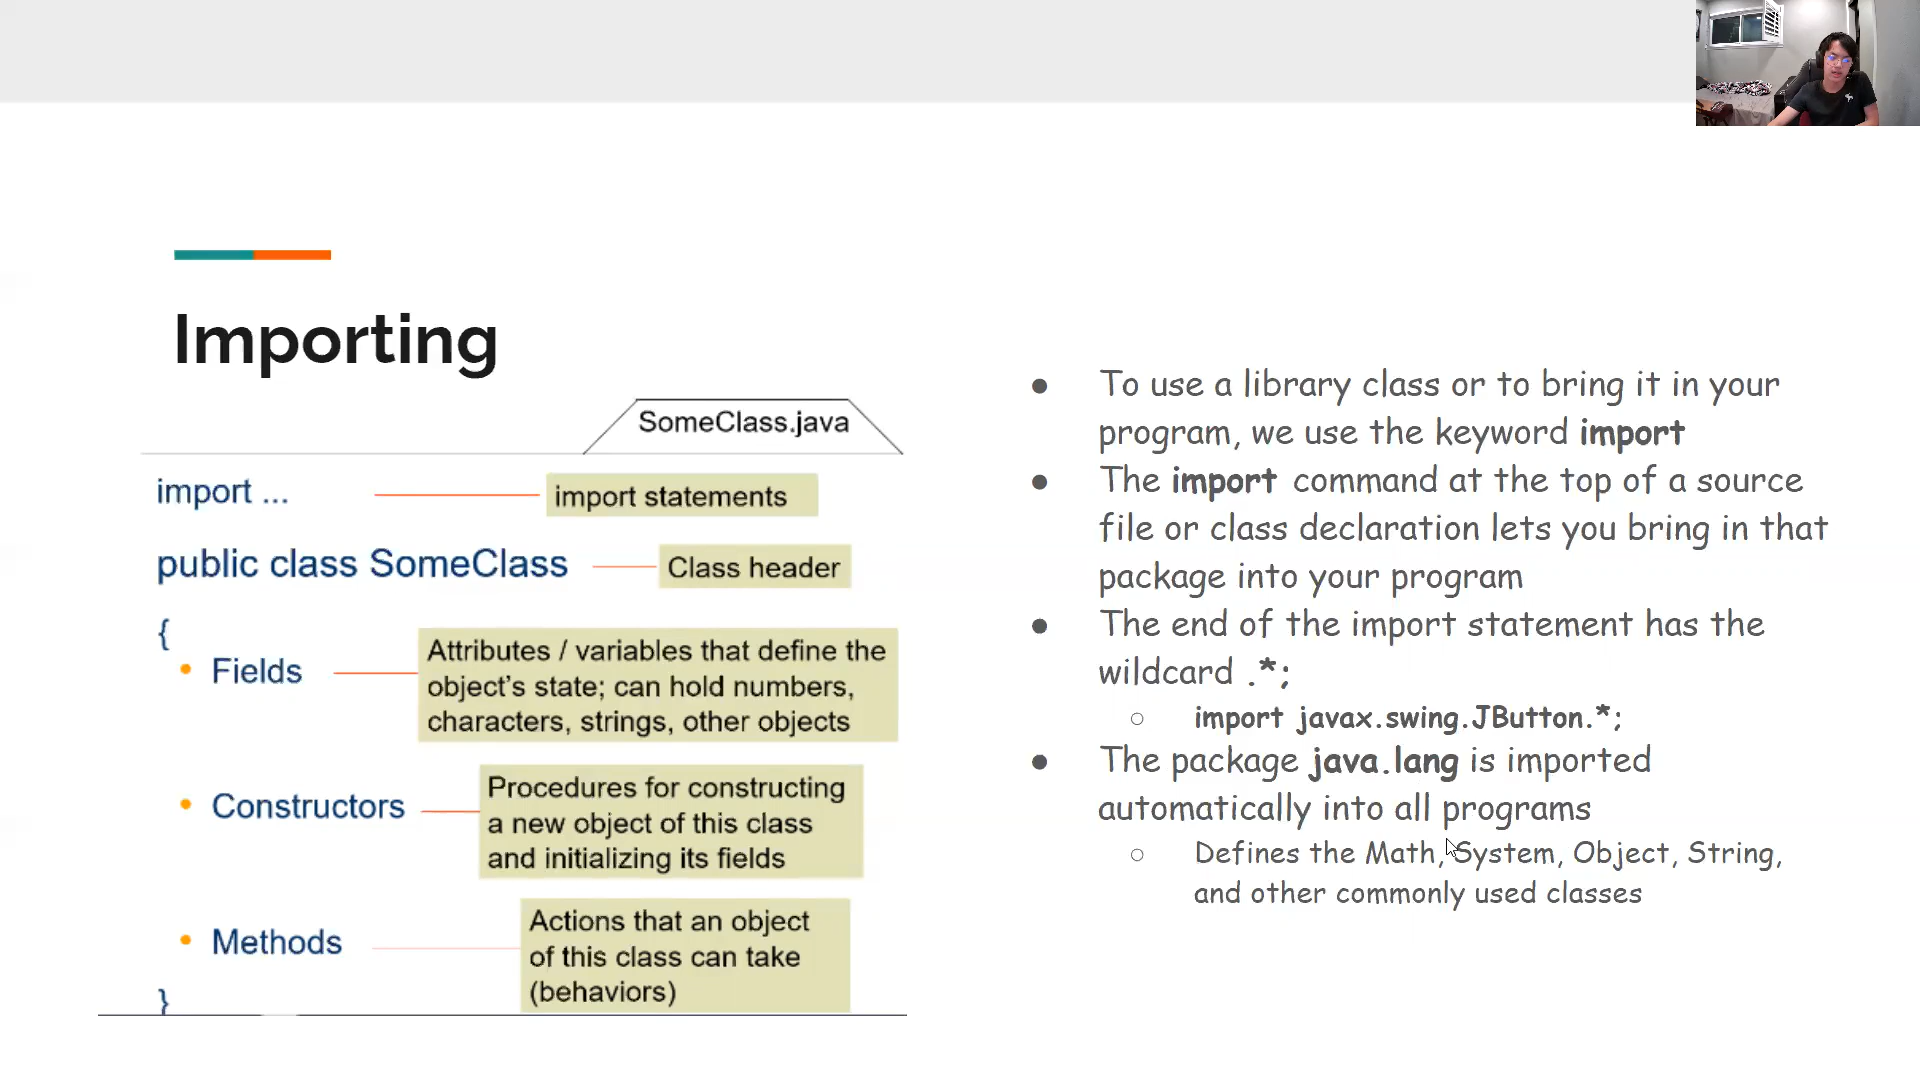 Importing
SomeClass.java
import ...
import statements
public class SomeClass
Class header
{
• Fields
Attributes / variables that define the
object's state; can hold numbers,
characters, strings, other objects
• Constructors
Procedures for constructing
a new object of this class
and initializing its fields
• Methods
Actions that an object
of this class can take
(behaviors)
}
● To use a library class or to bring it in your
program, we use the keyword import
● The import command at the top of a source
file or class declaration lets you bring in that
package into your program
● The end of the import statement has the
wildcard .*;
○ import javax.swing.JButton.*;
● The package java.lang is imported
automatically into all programs
○ Defines the Math, System, Object, String,
and other commonly used classes